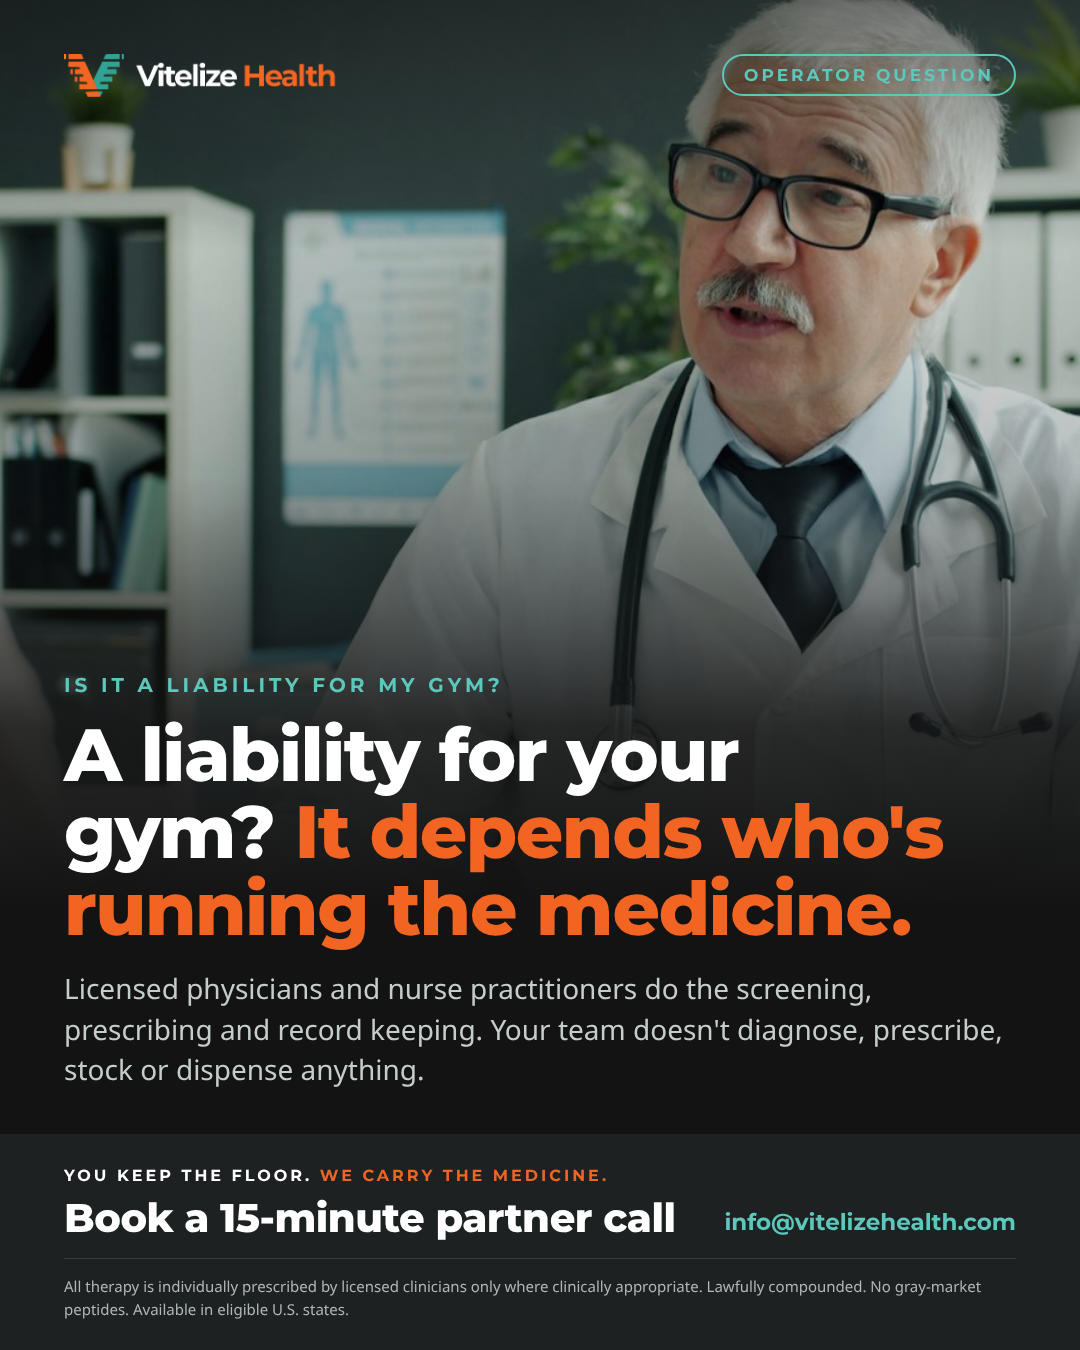 Vitelize Health
OPERATOR QUESTION
IS IT A LIABILITY FOR MY GYM?
A liability for your
gym? It depends who's
running the medicine.
Licensed physicians and nurse practitioners do the screening,
prescribing and record keeping. Your team doesn't diagnose, prescribe,
stock or dispense anything.
YOU KEEP THE FLOOR. WE CARRY THE MEDICINE.
Book a 15-minute partner call
info@vitelizehealth.com
All therapy is individually prescribed by licensed clinicians only where clinically appropriate. Lawfully compounded. No gray-market
peptides. Available in eligible U.S. states.